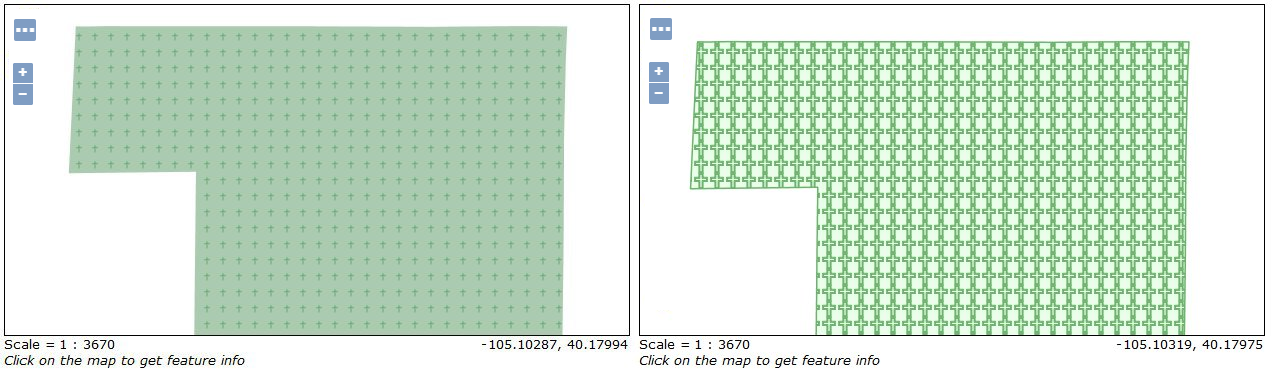 +
−
Scale = 1 : 3670
-105.10287, 40.17994
Click on the map to get feature info
+
−
Scale = 1 : 3670
-105.10319, 40.17975
Click on the map to get feature info